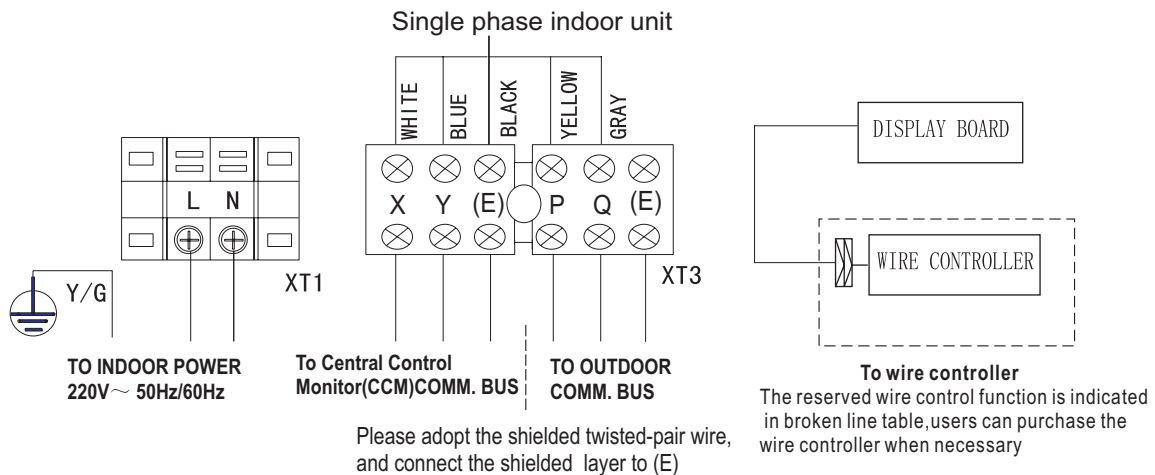 Single phase indoor unit
WHITE
BLUE
BLACK
YELLOW
GRAY
L N
XT1
X Y (E) P Q (E)
XT3
Y/G
TO INDOOR POWER
220V～ 50Hz/60Hz
To Central Control
Monitor(CCM)COMM. BUS
TO OUTDOOR
COMM. BUS
Please adopt the shielded twisted-pair wire,
and connect the shielded layer to (E)
DISPLAY BOARD
WIRE CONTROLLER
To wire controller
The reserved wire control function is indicated
in broken line table,users can purchase the
wire controller when necessary